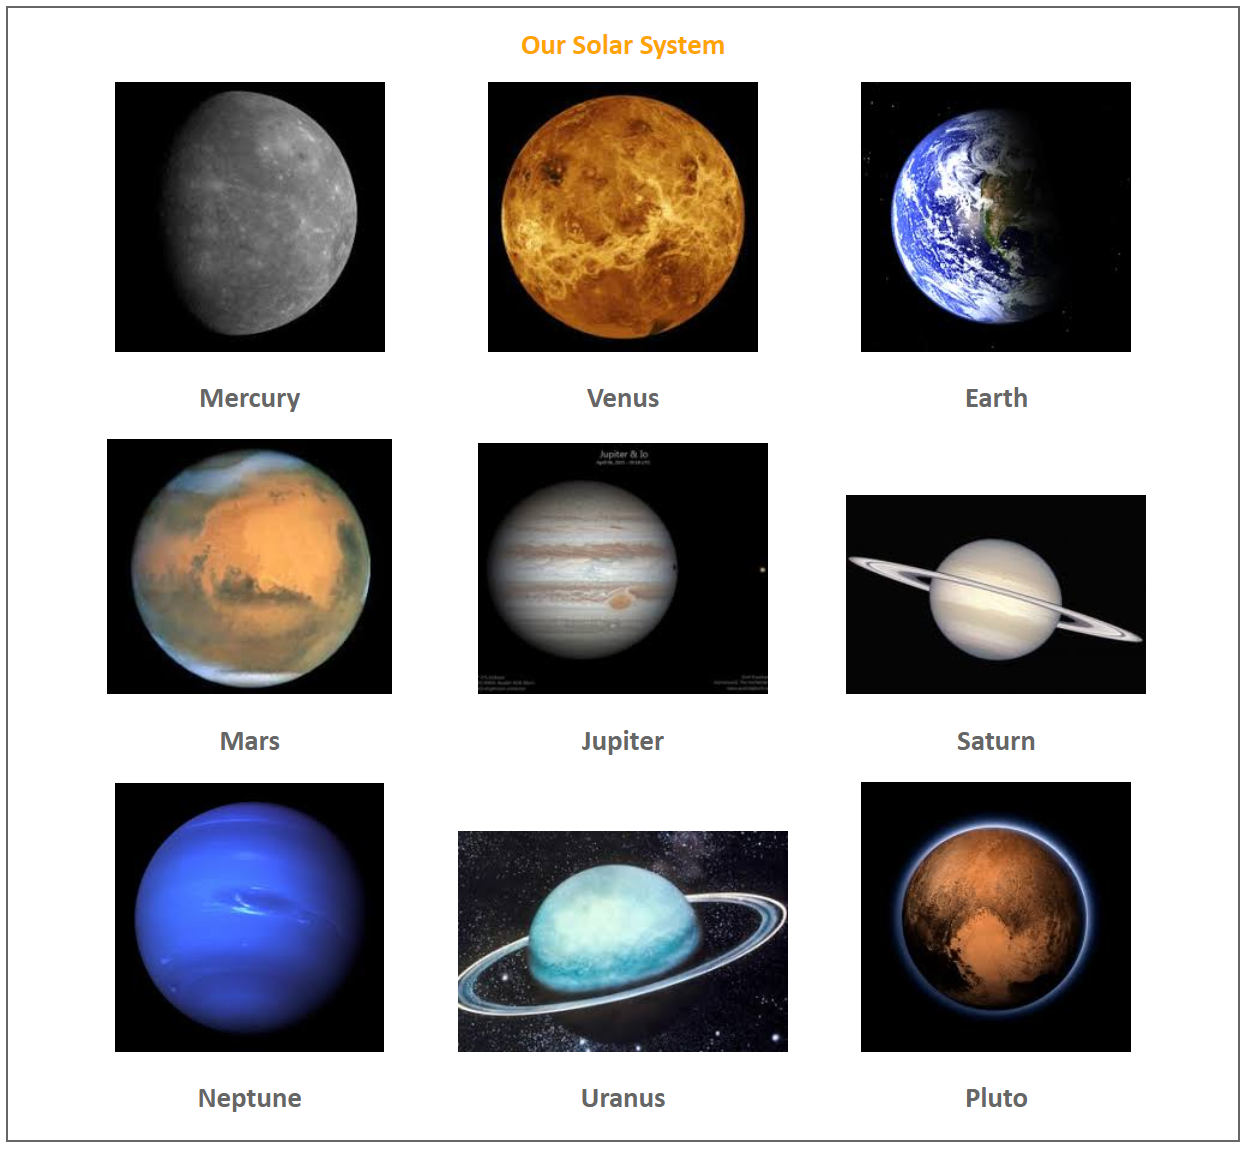 Our Solar System
Mercury
Venus
Earth
Jupiter & Io
Mars
Jupiter
Saturn
Neptune
Uranus
Pluto